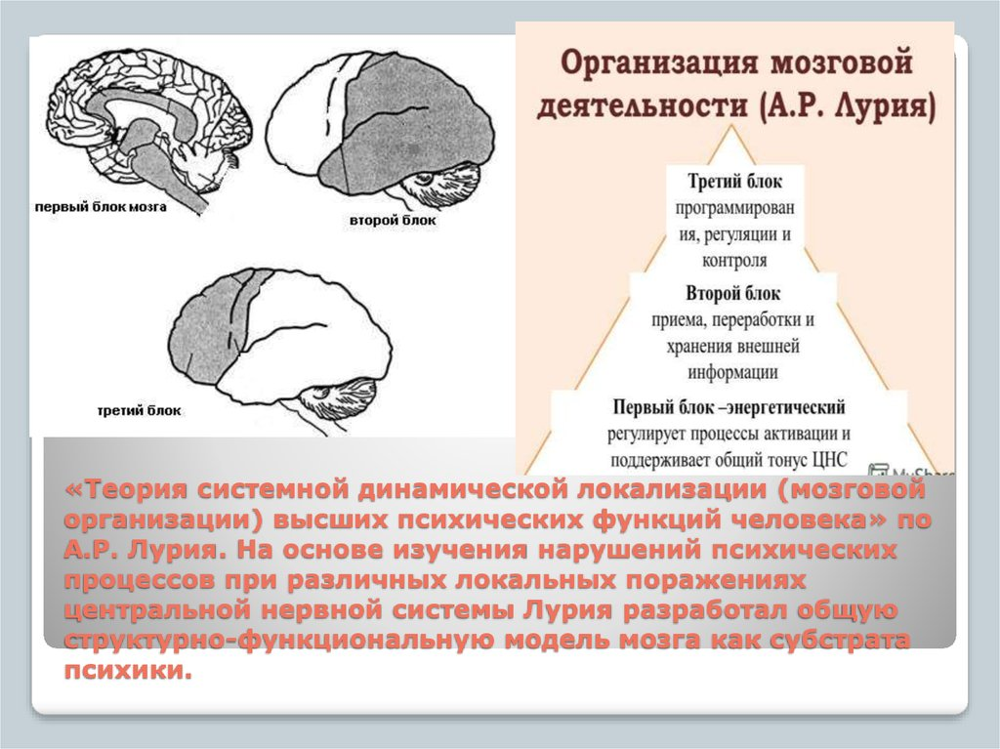 первый блок мозга
второй блок
третий блок
Организация мозговой
деятельности (А.Р. Лурия)
Третий блок
программирован
ия, регуляции и
контроля
Второй блок
приема, переработки и
хранения внешней
информации
Первый блок –энергетический
регулирует процессы активации и
поддерживает общий тонус ЦНС
«Теория системной динамической локализации (мозговой
организации) высших психических функций человека» по
А.Р. Лурия. На основе изучения нарушений психических
процессов при различных локальных поражениях
центральной нервной системы Лурия разработал общую
структурно-функциональную модель мозга как субстрата
психики.